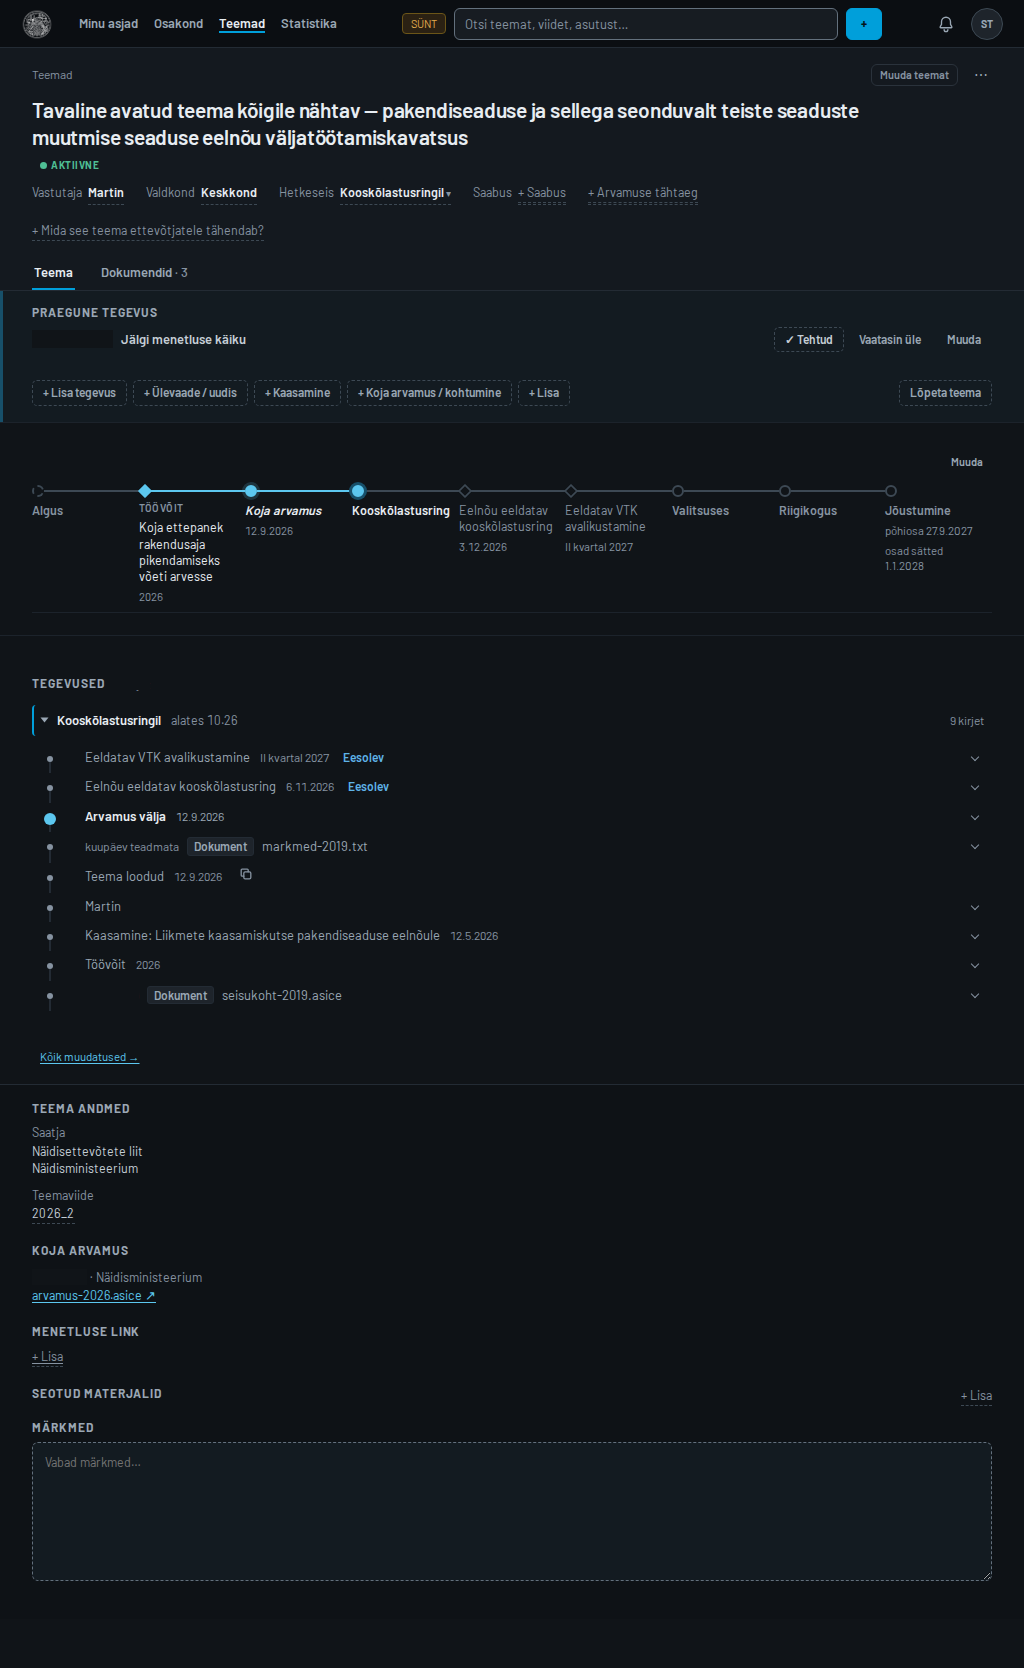 Minu asjad Osakond Teemad Statistika SÜNT Otsi teemat, viidet, asutust... + ST
Teemad Muuda teemat ...
Tavaline avatud teema kõigile nähtav — pakendiseaduse ja sellega seonduvalt teiste seaduste
muutmise seaduse eelnõu väljatöötamiskavatsus
AKTIIVNE
Vastutaja Martin Valdkond Keskkond Hetkeseis Kooskõlastusringil ▾ Saabus + Saabus + Arvamuse tähtaeg
+ Mida see teema ettevõtjatele tähendab?
Teema Dokumendid · 3
PRAEGUNE TEGEVUS
Jälgi menetluse käiku ✓ Tehtud Vaatasin üle Muuda
+ Lisa tegevus + Ülevaade / uudis + Kaasamine + Koja arvamus / kohtumine + Lisa Lõpeta teema
Muuda
Algus
TÖÖVÕIT
Koja ettepanek
rakendusaja
pikendamiseks
võeti arvesse
2026
Koja arvamus
12.9.2026
Kooskõlastusring
Eelnõu eeldatav
kooskõlastusring
3.12.2026
Eeldatav VTK
avalikustamine
II kvartal 2027
Valitsuses
Riigikogus
Jõustumine
põhiosa 27.9.2027
osad sätted
1.1.2028
TEGEVUSED
Kooskõlastusringil alates 10.26 9 kirjet
Eeldatav VTK avalikustamine II kvartal 2027 Eesolev
Eelnõu eeldatav kooskõlastusring 6.11.2026 Eesolev
Arvamus välja 12.9.2026
kuupäev teadmata Dokument markmed-2019.txt
Teema loodud 12.9.2026
Martin
Kaasamine: Liikmete kaasamiskutse pakendiseaduse eelnõule 12.5.2026
Töövõit 2026
Dokument seisukoht-2019.asice
Kõik muudatused →
TEEMA ANDMED
Saatja
Näidisettevõtete liit
Näidisministeerium
Teemaviide
2026_2
KOJA ARVAMUS
· Näidisministeerium
arvamus-2026.asice ↗
MENETLUSE LINK
+ Lisa
SEOTUD MATERJALID + Lisa
MÄRKMED
Vabad märkmed...